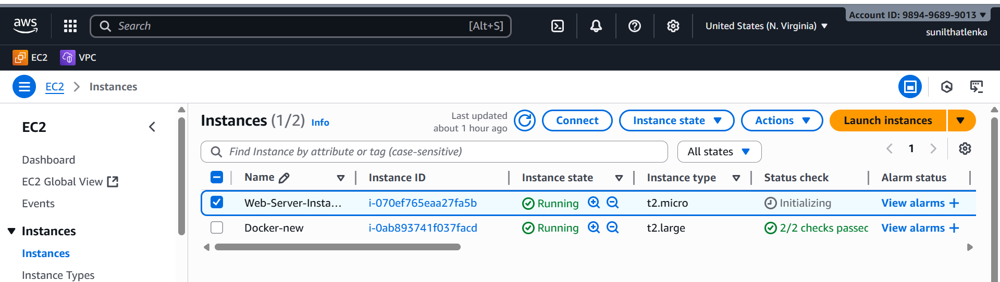 aws
Search [Alt+S]
United States (N. Virginia)
Account ID: 9894-9689-9013
sunilthatlenka
EC2 VPC
EC2 > Instances
EC2
Dashboard
EC2 Global View
Events
Instances
Instances
Instance Types
Instances (1/2) Info
Last updated
about 1 hour ago
Connect Instance state Actions Launch instances
Find Instance by attribute or tag (case-sensitive) All states 1
Name Instance ID Instance state Instance type Status check Alarm status
Web-Server-Insta... i-070ef765eaa27fa5b Running t2.micro Initializing View alarms +
Docker-new i-0ab893741f037facd Running t2.large 2/2 checks passec View alarms +